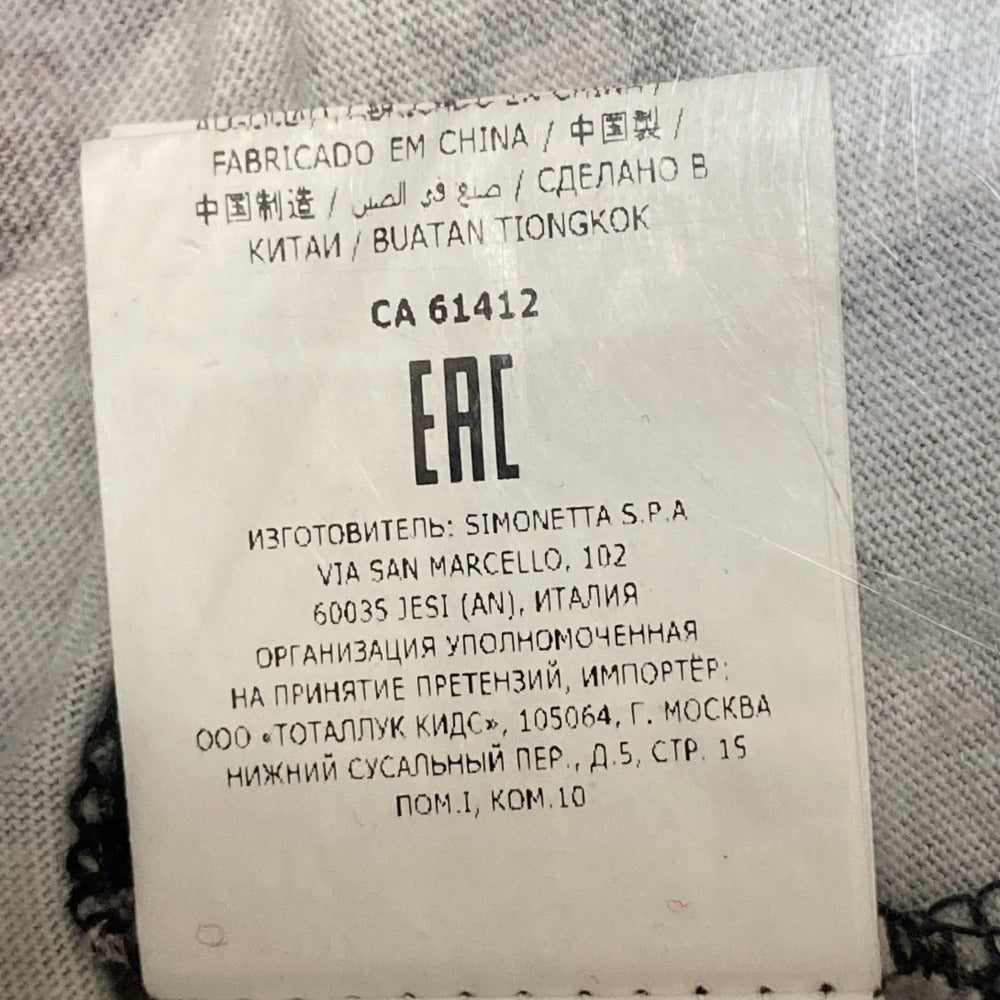 FABRICADO EM CHINA / 中国製 /
中国制造 / صنع في الصين / СДЕЛАНО В
КИТАИ / BUATAN TIONGKOK
CA 61412
EAC
ИЗГОТОВИТЕЛЬ: SIMONETTA S.P.A
VIA SAN MARCELLO, 102
60035 JESI (AN), ИТАЛИЯ
ОРГАНИЗАЦИЯ УПОЛНОМОЧЕННАЯ
НА ПРИНЯТИЕ ПРЕТЕНЗИЙ, ИМПОРТЁР:
ООО «ТОТАЛЛУК КИДС», 105064, Г. МОСКВА
НИЖНИЙ СУСАЛЬНЫЙ ПЕР., Д.5, СТР. 15
ПОМ.I, КОМ.10